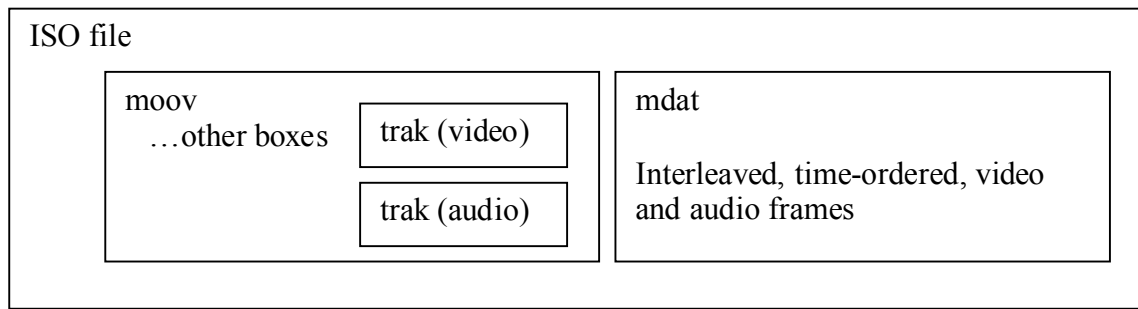 ISO file
moov
…other boxes
trak (video)
trak (audio)
mdat
Interleaved, time-ordered, video
and audio frames